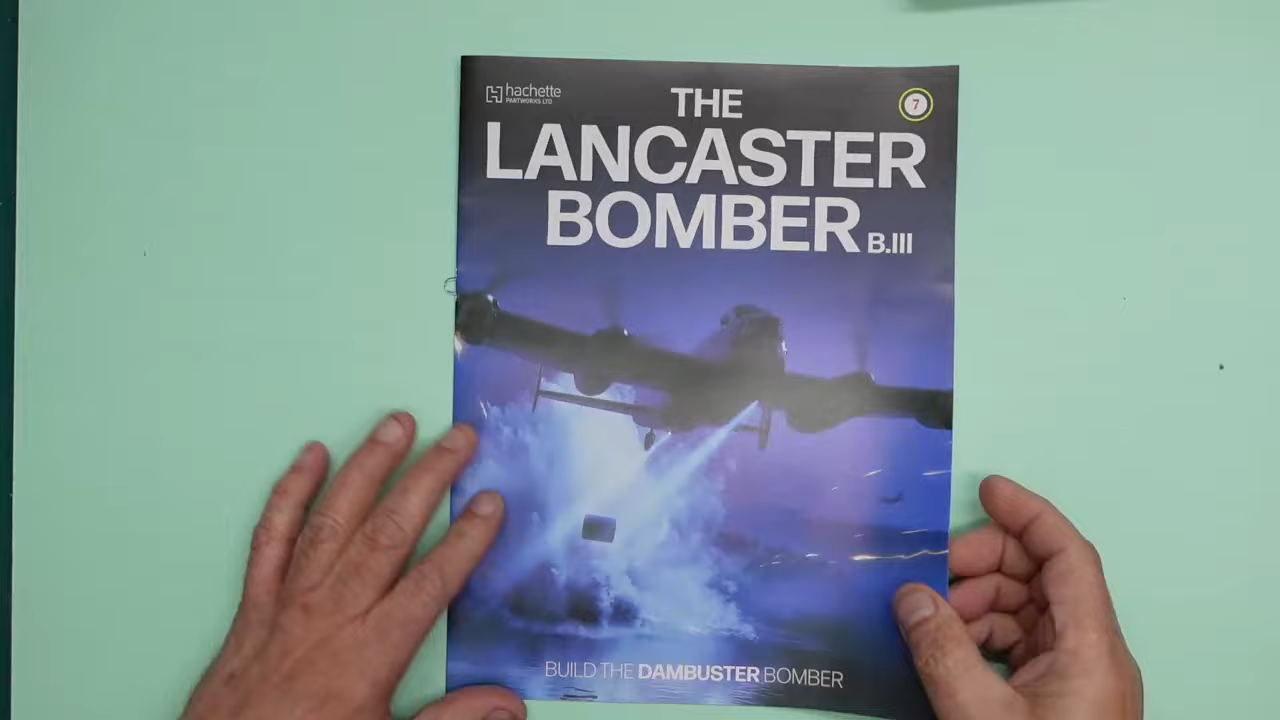 hachette
PARTWORKS LTD
7
THE
LANCASTER
BOMBER B.III
BUILD THE DAMBUSTER BOMBER